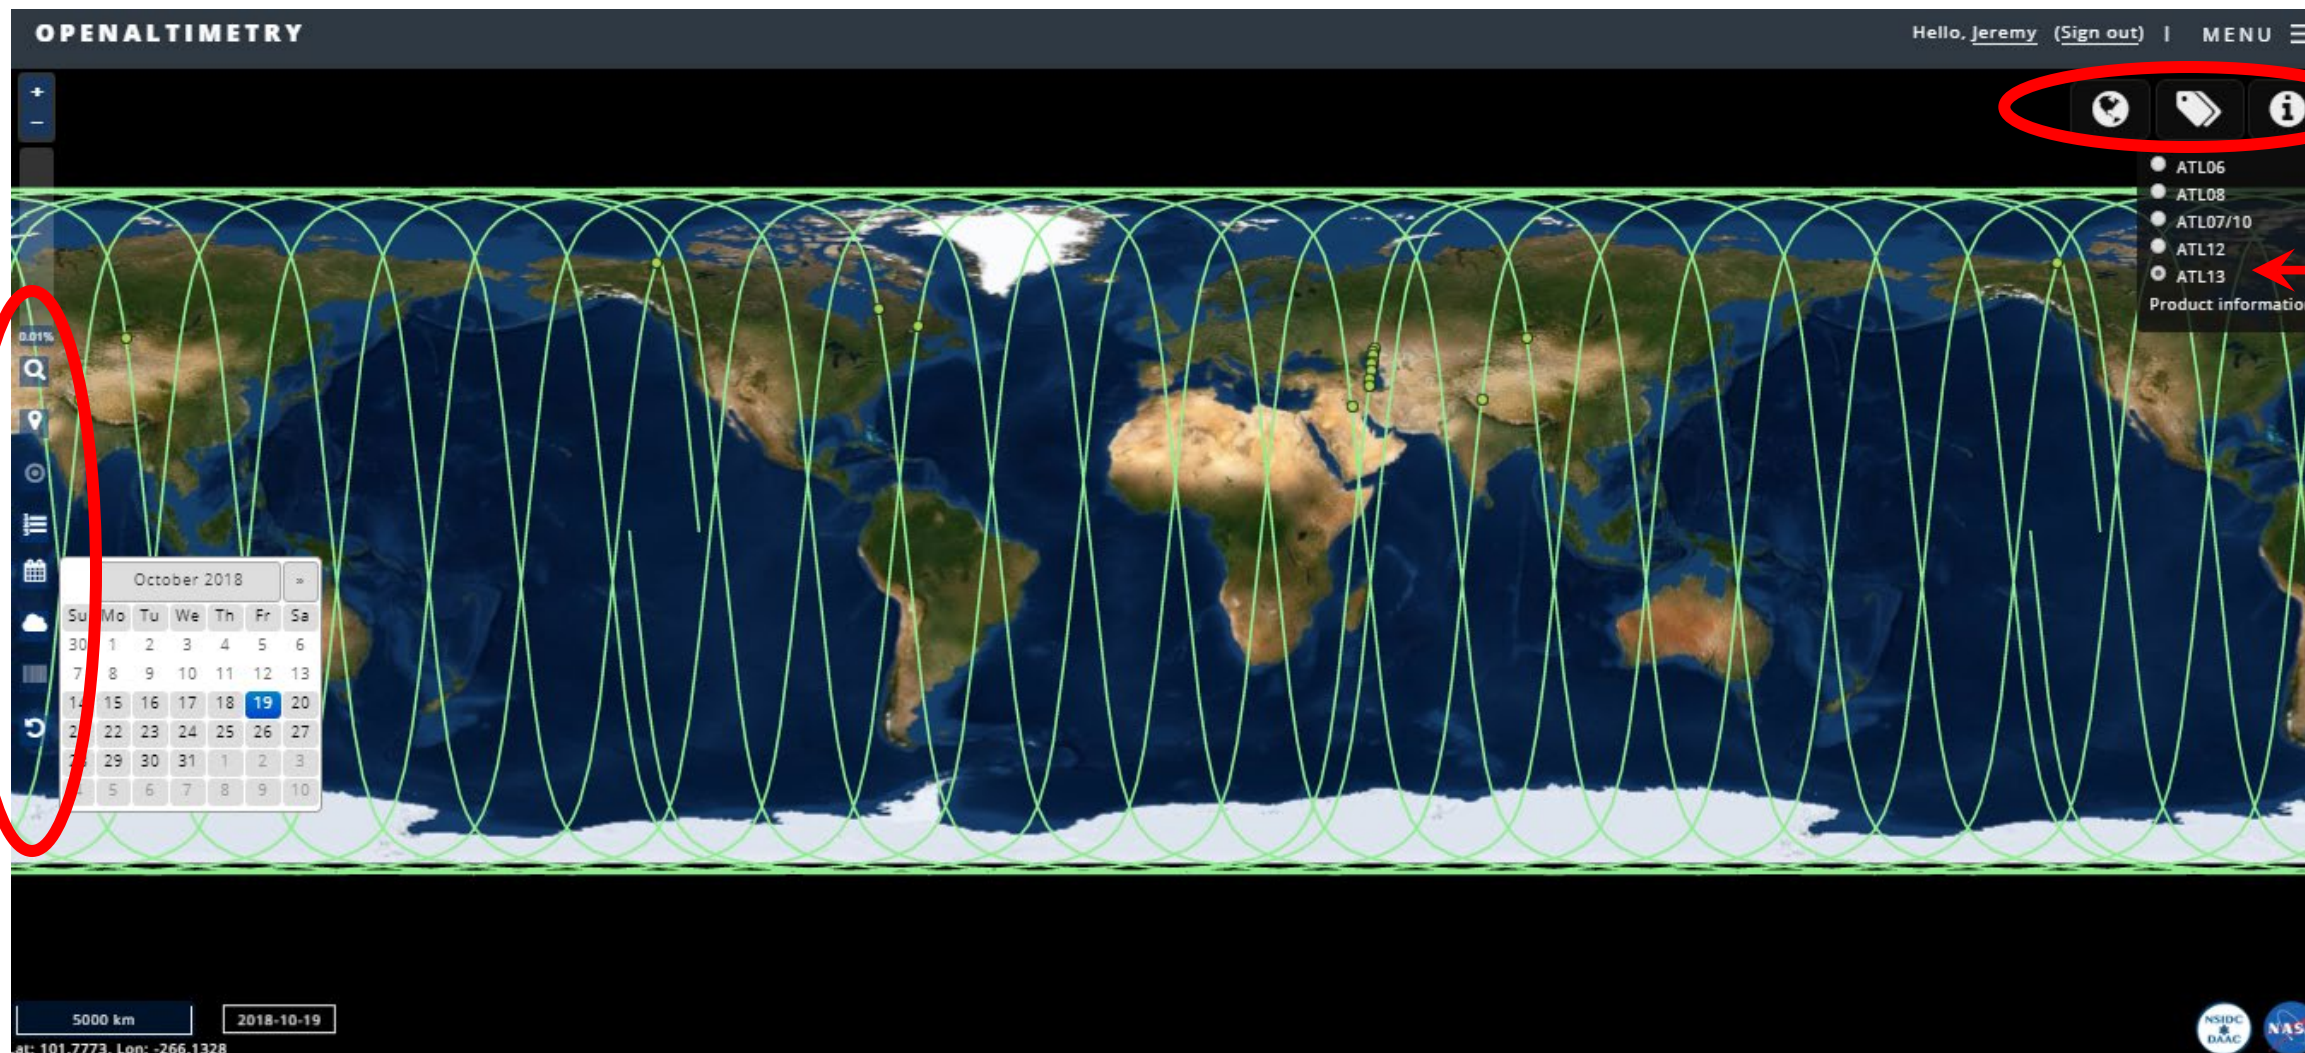 OPENALTIMETRY
Hello, Jeremy (Sign out) | MENU
+
−
ATL06
ATL08
ATL07/10
ATL12
ATL13
Product information
0.01%
October 2018 »
Su Mo Tu We Th Fr Sa
30 1 2 3 4 5 6
7 8 9 10 11 12 13
14 15 16 17 18 19 20
22 23 24 25 26 27
29 30 31 1 2 3
5 6 7 8 9 10
5000 km
2018-10-19
at: 101.7773, Lon: -266.1328
NSIDC
DAAC
NAS